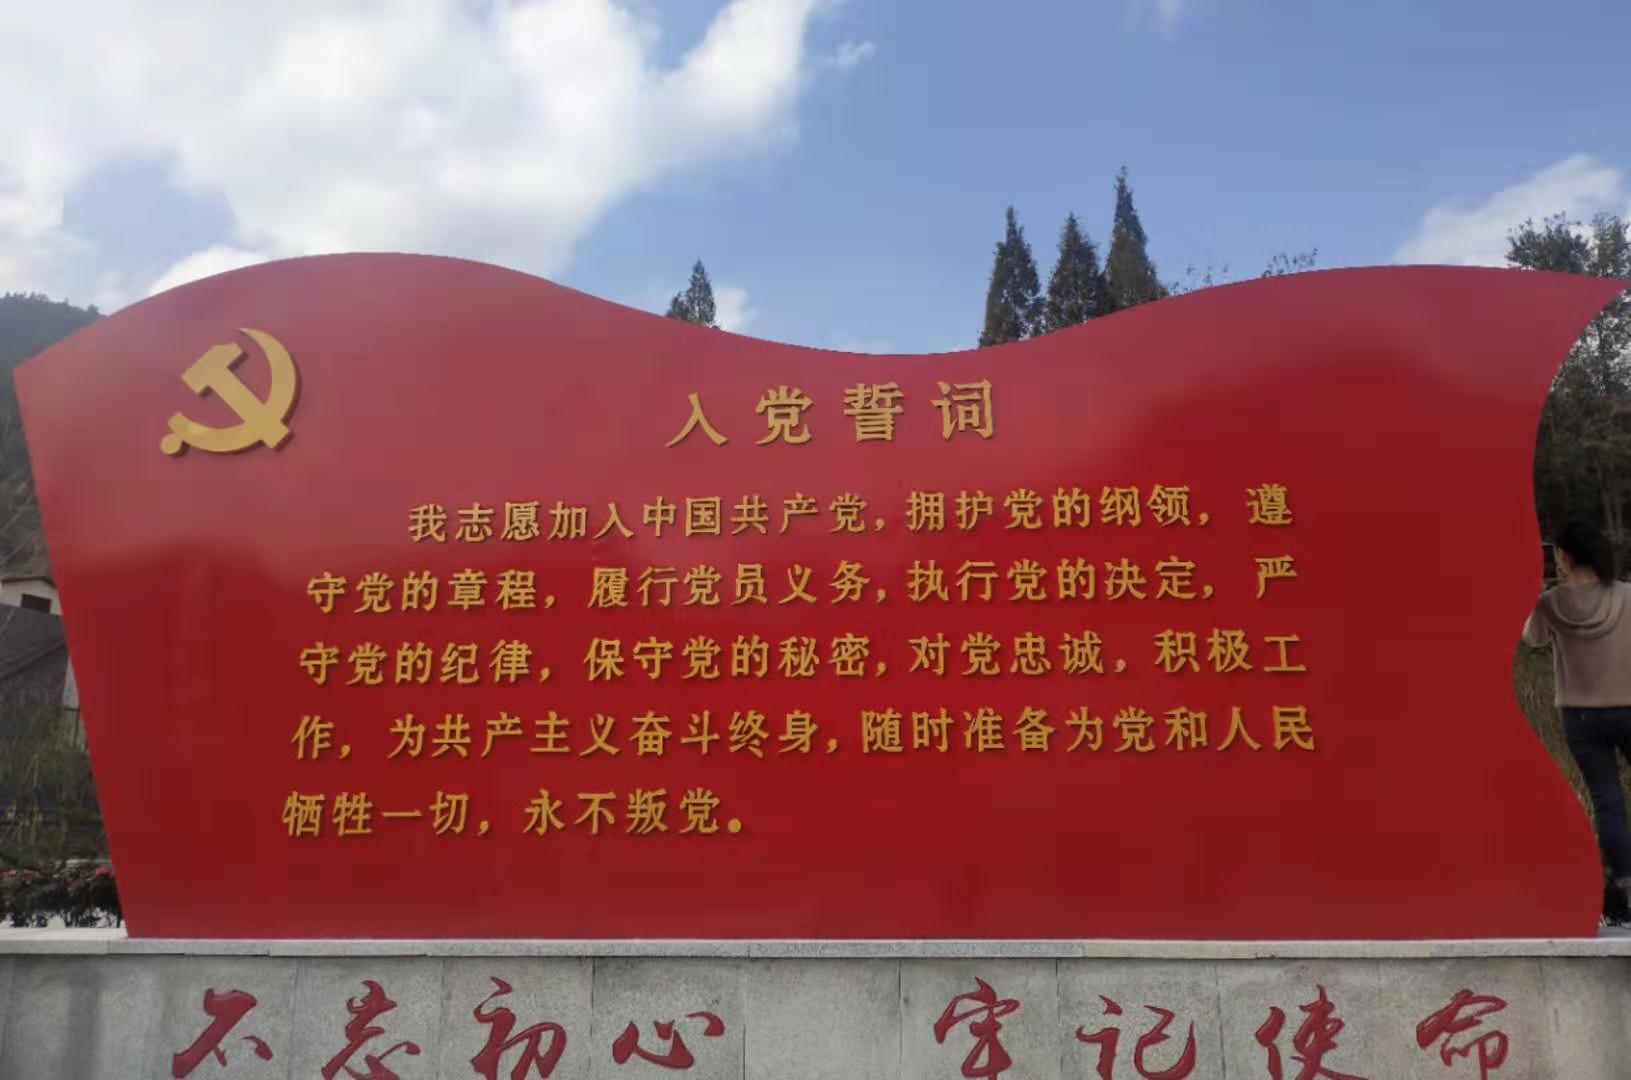 入党誓词
我志愿加入中国共产党，拥护党的纲领，遵
守党的章程，履行党员义务，执行党的决定，严
守党的纪律，保守党的秘密，对党忠诚，积极工
作，为共产主义奋斗终身，随时准备为党和人民
牺牲一切，永不叛党。
不忘初心 牢记使命